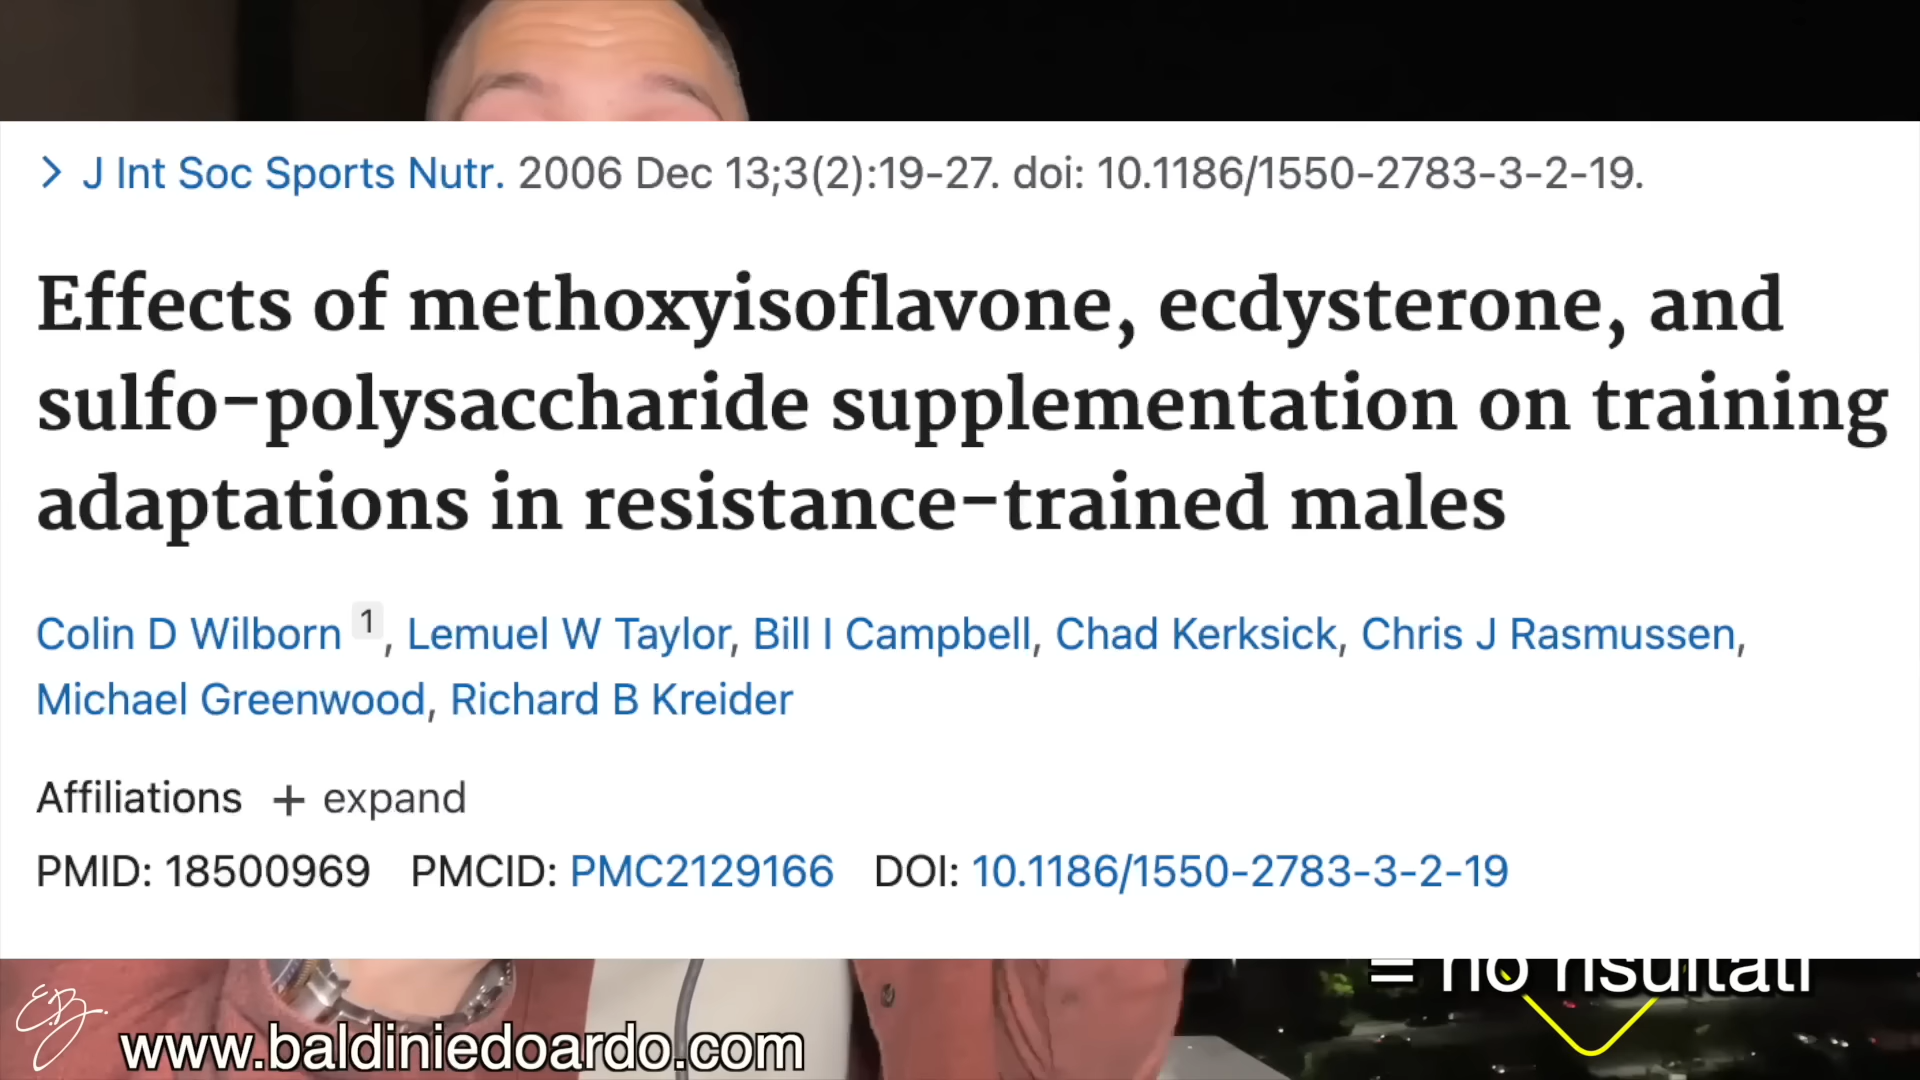 > J Int Soc Sports Nutr. 2006 Dec 13;3(2):19-27. doi: 10.1186/1550-2783-3-2-19.
Effects of methoxyisoflavone, ecdysterone, and
sulfo-polysaccharide supplementation on training
adaptations in resistance-trained males
Colin D Wilborn 1, Lemuel W Taylor, Bill I Campbell, Chad Kerksick, Chris J Rasmussen,
Michael Greenwood, Richard B Kreider
Affiliations + expand
PMID: 18500969 PMCID: PMC2129166 DOI: 10.1186/1550-2783-3-2-19
= no risultati
E.B.
www.baldiniedoardo.com